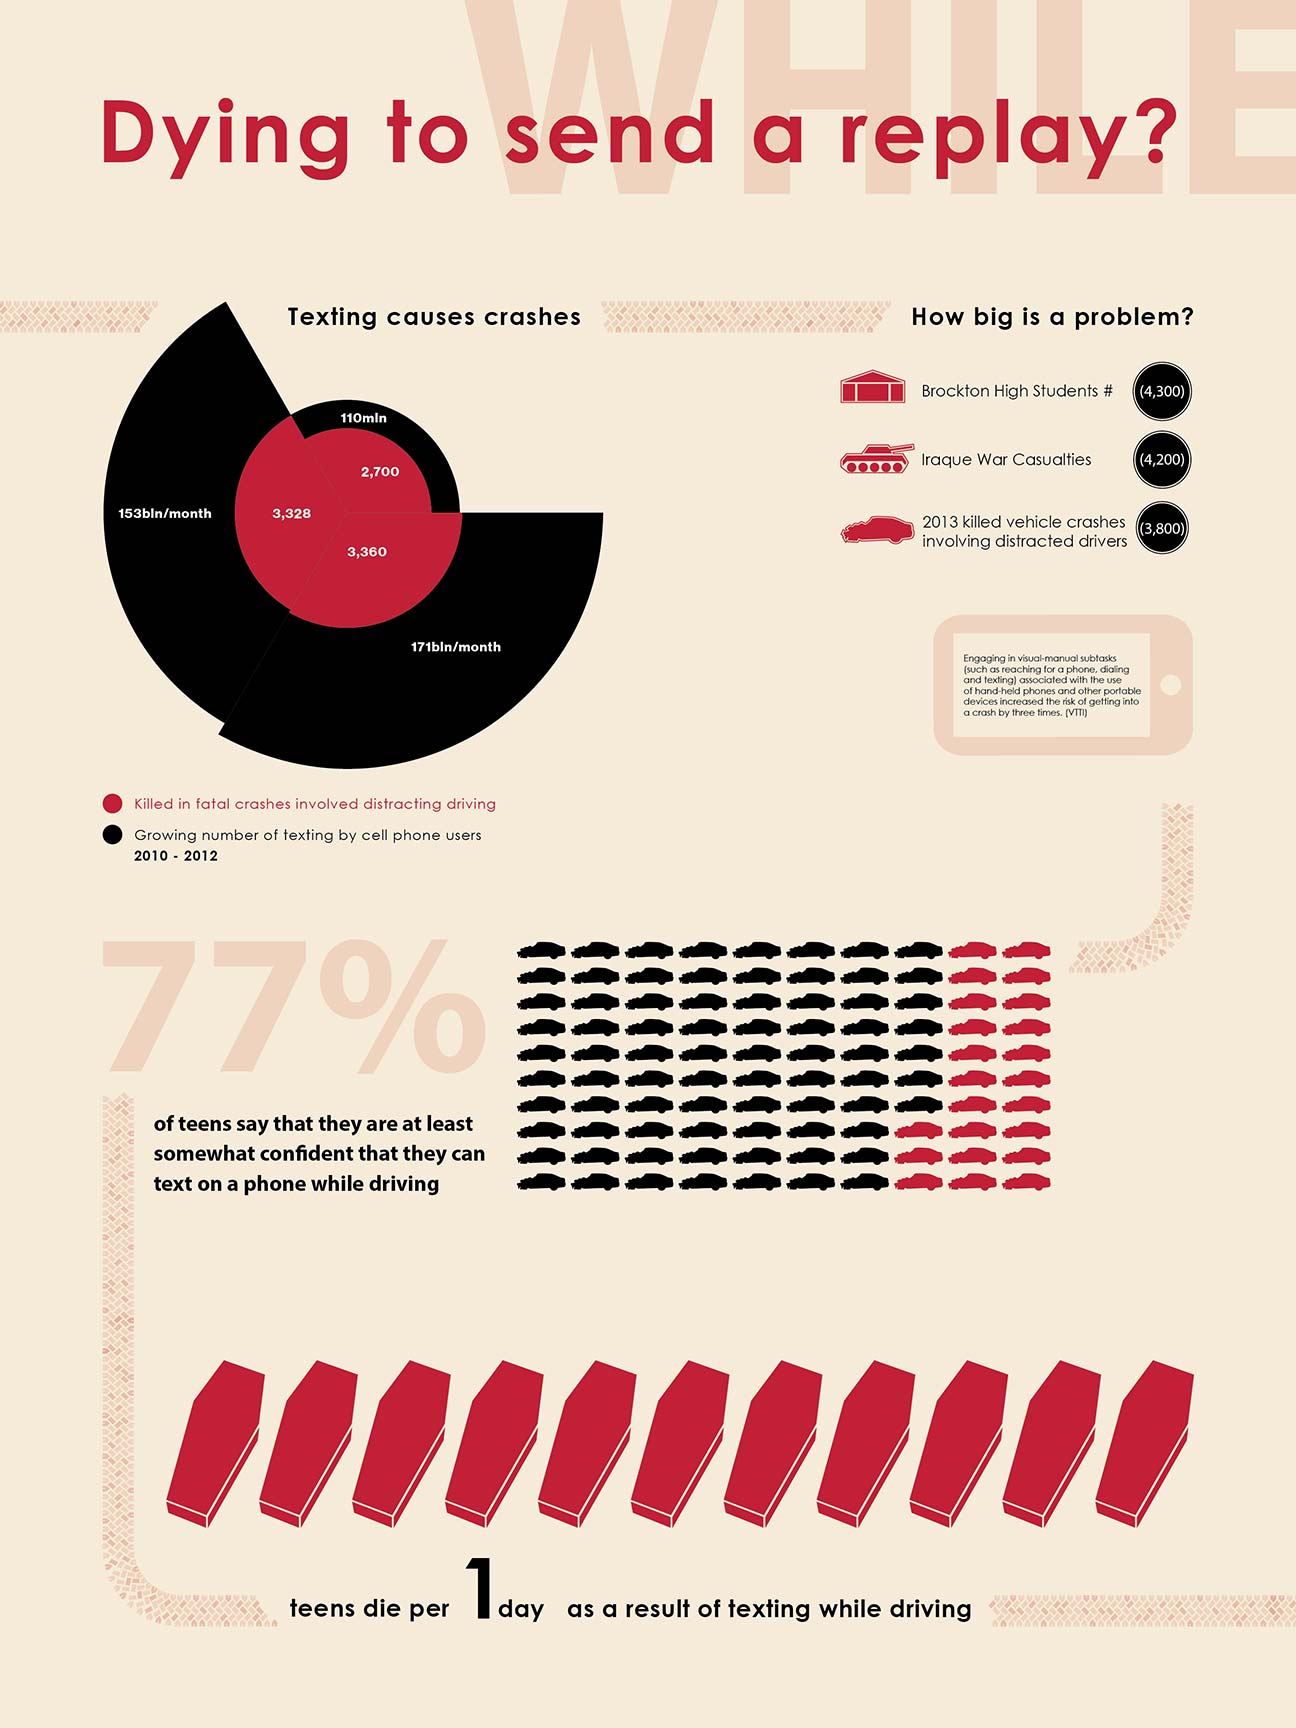 WHILE
Dying to send a replay?
Texting causes crashes
110mln
2,700
153bln/month
3,328
3,360
171bln/month
Killed in fatal crashes involved distracting driving
Growing number of texting by cell phone users
2010 - 2012
How big is a problem?
Brockton High Students #
(4,300)
Iraque War Casualties
(4,200)
2013 killed vehicle crashes
involving distracted drivers
(3,800)
Engaging in visual-manual subtasks
(such as reaching for a phone, dialing
and texting) associated with the use
of hand-held phones and other portable
devices increased the risk of getting into
a crash by three times. (VTTI)
77%
of teens say that they are at least
somewhat confident that they can
text on a phone while driving
teens die per 1 day as a result of texting while driving